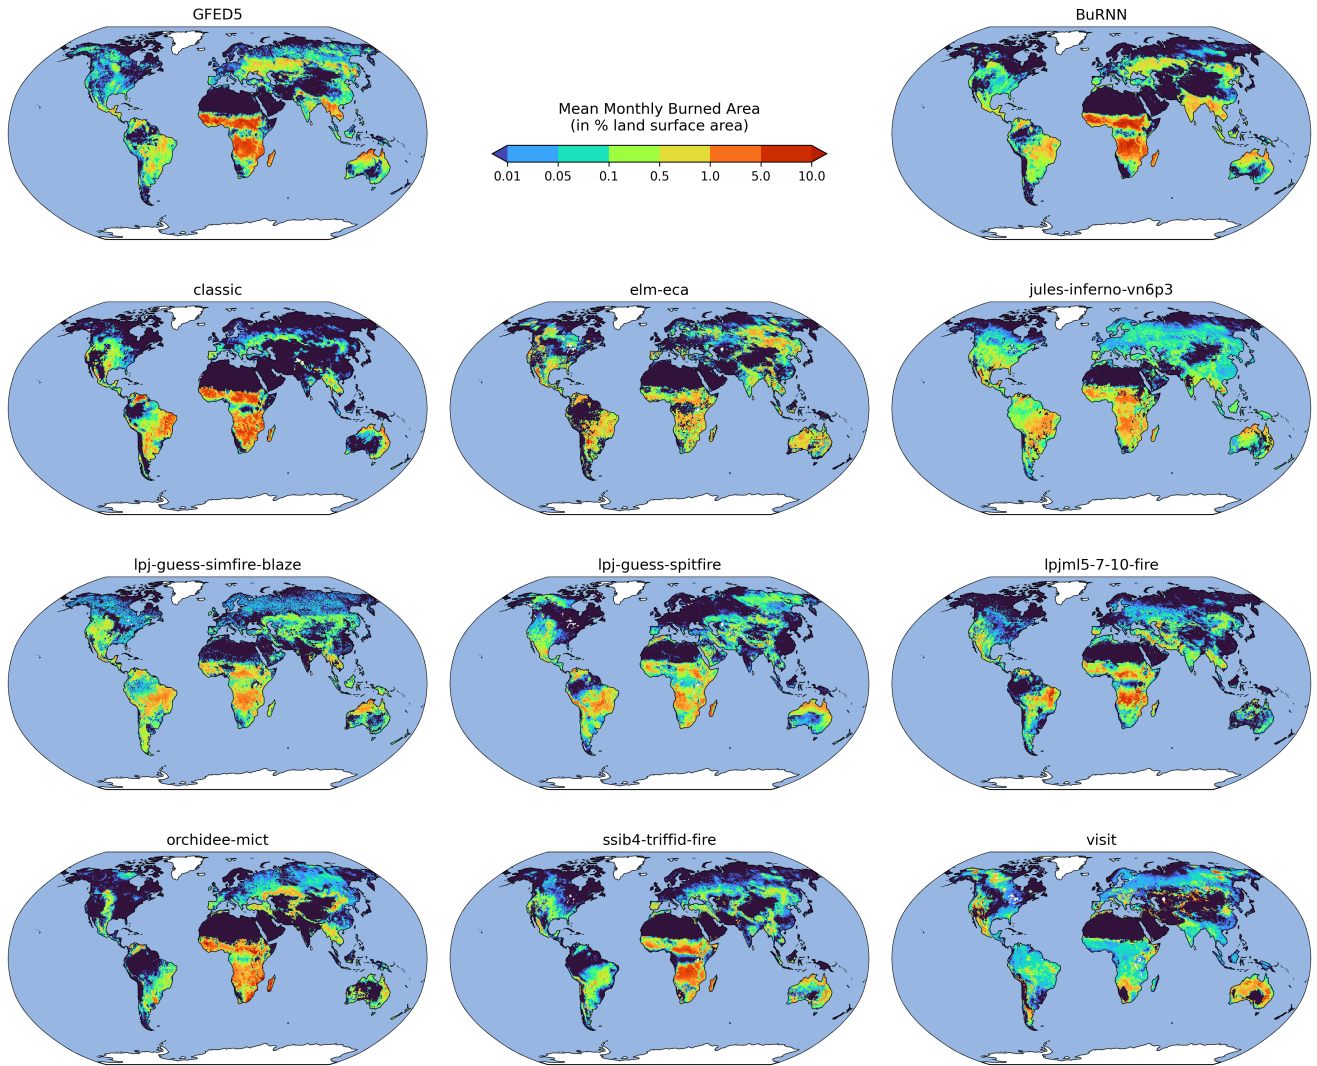 GFED5
BuRNN
Mean Monthly Burned Area
(in % land surface area)
0.01 0.05 0.1 0.5 1.0 5.0 10.0
classic
elm-eca
jules-inferno-vn6p3
lpj-guess-simfire-blaze
lpj-guess-spitfire
lpjml5-7-10-fire
orchidee-mict
ssib4-triffid-fire
visit